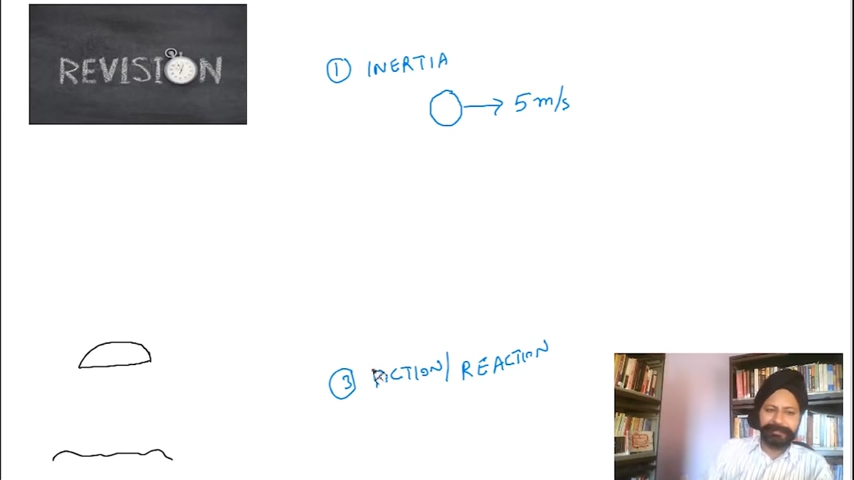 REVISION
① INERTIA
5 m/s
③ ACTION/REACTION